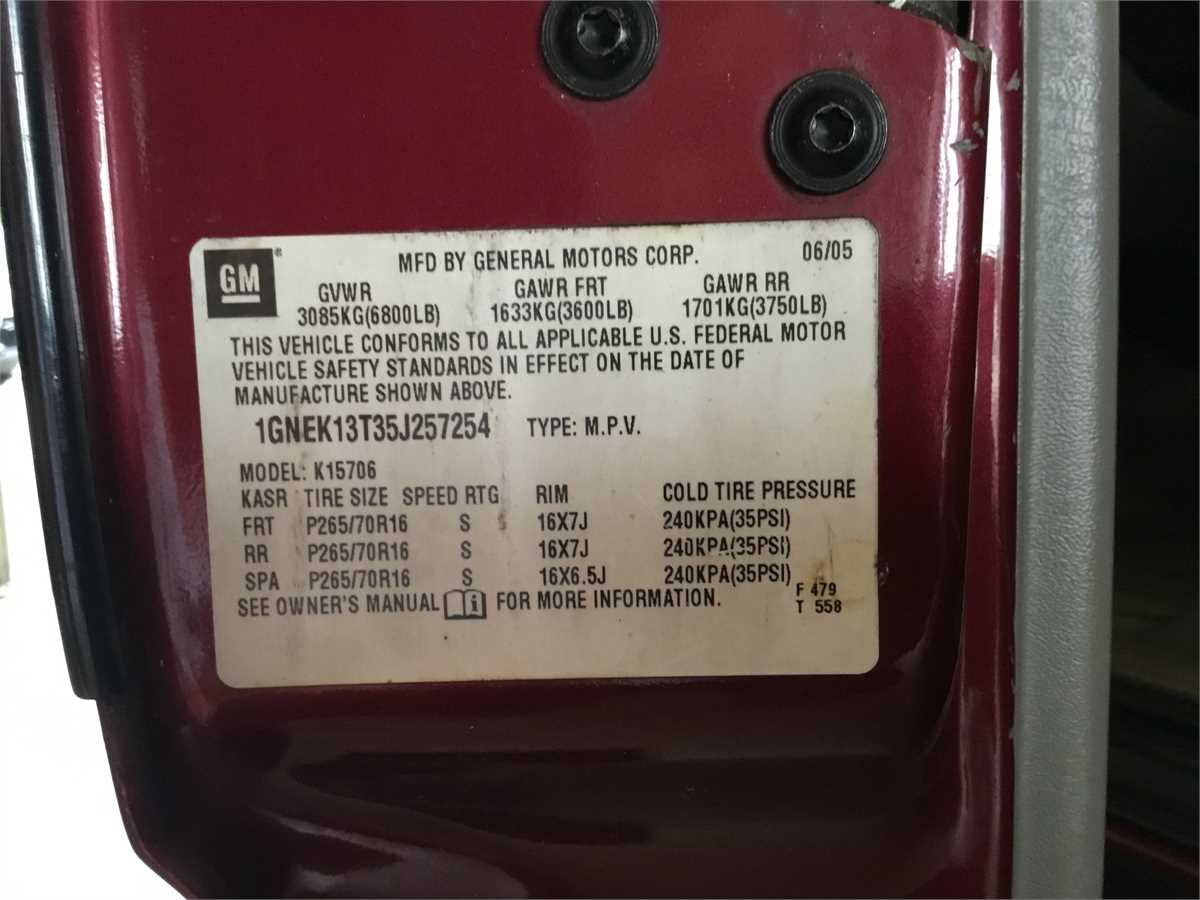 GM ® MFD BY GENERAL MOTORS CORP. 06/05
GVWR GAWR FRT GAWR RR
3085KG(6800LB) 1633KG(3600LB) 1701KG(3750LB)
THIS VEHICLE CONFORMS TO ALL APPLICABLE U.S. FEDERAL MOTOR
VEHICLE SAFETY STANDARDS IN EFFECT ON THE DATE OF
MANUFACTURE SHOWN ABOVE.
1GNEK13T35J257254 TYPE: M.P.V.
MODEL: K15706
KASR TIRE SIZE SPEED RTG RIM COLD TIRE PRESSURE
FRT P265/70R16 S 16X7J 240KPA(35PSI)
RR P265/70R16 S 16X7J 240KPA(35PSI)
SPA P265/70R16 S 16X6.5J 240KPA(35PSI)
SEE OWNER'S MANUAL i FOR MORE INFORMATION.
F 479
T 558